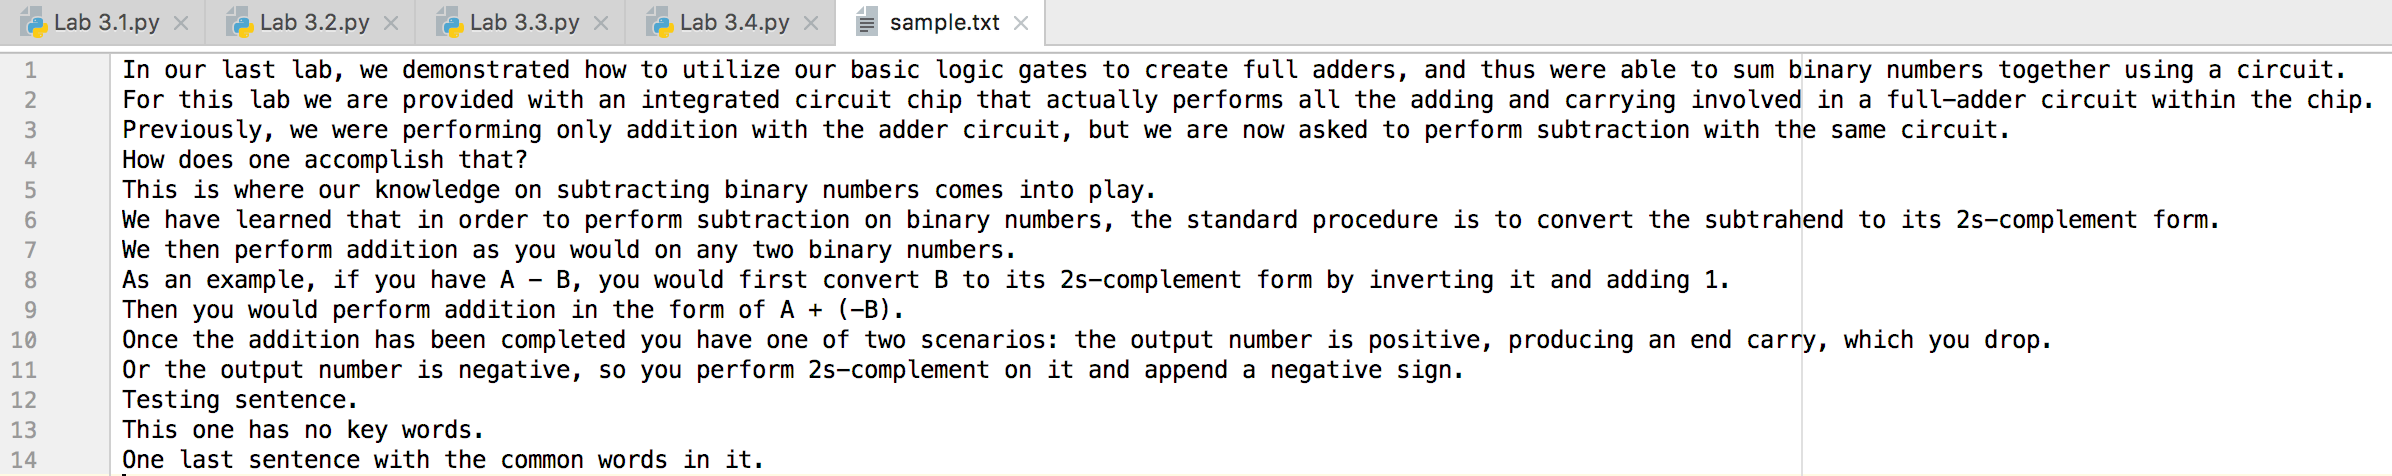 Lab 3.1.py Lab 3.2.py Lab 3.3.py Lab 3.4.py sample.txt
1 In our last lab, we demonstrated how to utilize our basic logic gates to create full adders, and thus were able to sum binary numbers together using a circuit.
2 For this lab we are provided with an integrated circuit chip that actually performs all the adding and carrying involved in a full-adder circuit within the chip.
3 Previously, we were performing only addition with the adder circuit, but we are now asked to perform subtraction with the same circuit.
4 How does one accomplish that?
5 This is where our knowledge on subtracting binary numbers comes into play.
6 We have learned that in order to perform subtraction on binary numbers, the standard procedure is to convert the subtrahend to its 2s-complement form.
7 We then perform addition as you would on any two binary numbers.
8 As an example, if you have A - B, you would first convert B to its 2s-complement form by inverting it and adding 1.
9 Then you would perform addition in the form of A + (-B).
10 Once the addition has been completed you have one of two scenarios: the output number is positive, producing an end carry, which you drop.
11 Or the output number is negative, so you perform 2s-complement on it and append a negative sign.
12 Testing sentence.
13 This one has no key words.
14 One last sentence with the common words in it.